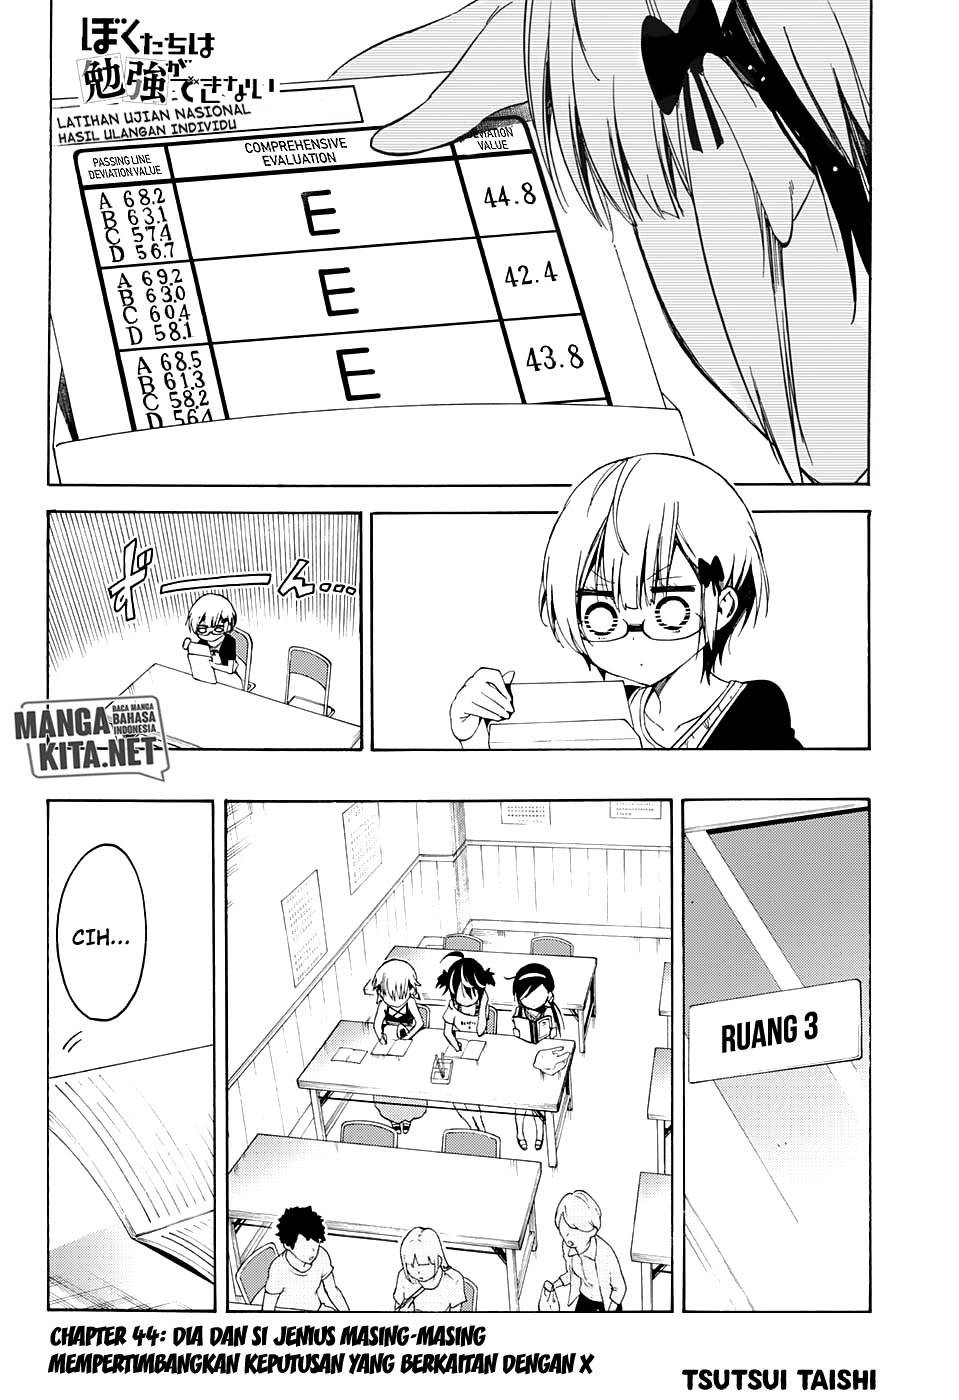 ぼくたちは
勉強ができない
LATIHAN UJIAN NASIONAL
HASIL ULANGAN INDIVIDU
PASSING LINE
DEVIATION VALUE
COMPREHENSIVE
EVALUATION
DEVIATION
VALUE
A 68.2
B 63.1
C 57.4
D 56.7
E
44.8
A 69.2
B 63.0
C 60.4
D 58.1
E
42.4
A 68.5
B 61.3
C 58.2
D 56.4
E
43.8
ずーーん…
MANGA
KITA.NET
BACA MANGA
BAHASA
INDONESIA
RUANG 3
CIH...
CHAPTER 44: DIA DAN SI JENIUS MASING-MASING
MEMPERTIMBANGKAN KEPUTUSAN YANG BERKAITAN DENGAN X
TSUTSUI TAISHI